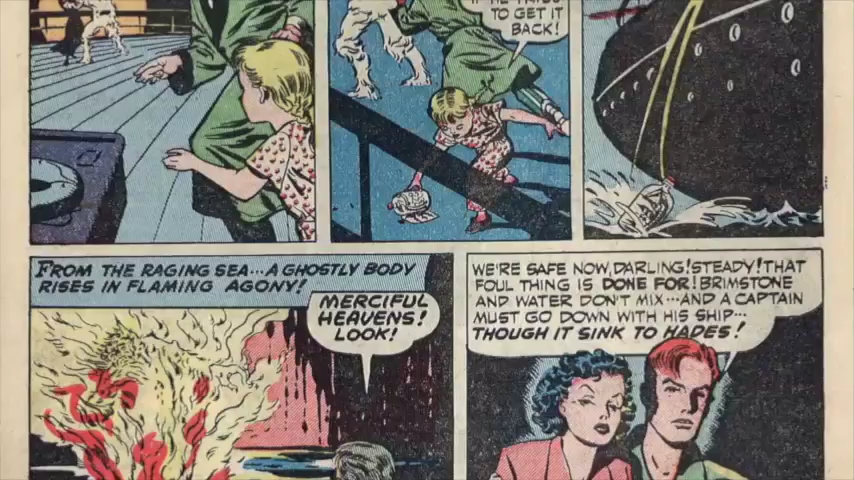 TO GET IT
BACK!
FROM THE RAGING SEA...A GHOSTLY BODY
RISES IN FLAMING AGONY!
MERCIFUL
HEAVENS!
LOOK!
WE'RE SAFE NOW, DARLING! STEADY! THAT
FOUL THING IS DONE FOR! BRIMSTONE
AND WATER DON'T MIX...AND A CAPTAIN
MUST GO DOWN WITH HIS SHIP...
THOUGH IT SINK TO HADES!